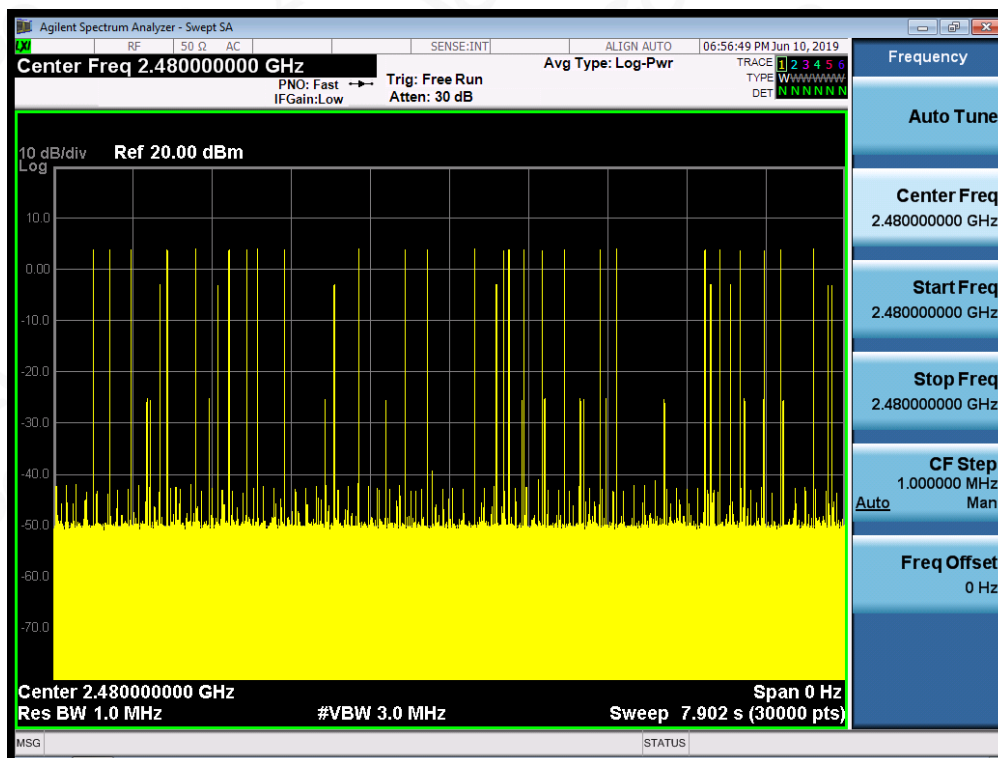 Agilent Spectrum Analyzer - Swept SA
LXI RF 50 Ω AC SENSE:INT ALIGN AUTO 06:56:49 PM Jun 10, 2019
Center Freq 2.480000000 GHz
PNO: Fast
IFGain:Low
Trig: Free Run
Atten: 30 dB
Avg Type: Log-Pwr
TRACE 1 2 3 4 5 6
TYPE WWWWWW
DET N N N N N N
10 dB/div Ref 20.00 dBm
Log
10.0
0.00
-10.0
-20.0
-30.0
-40.0
-50.0
-60.0
-70.0
Center 2.480000000 GHz Span 0 Hz
Res BW 1.0 MHz #VBW 3.0 MHz Sweep 7.902 s (30000 pts)
MSG STATUS
Frequency
Auto Tune
Center Freq
2.480000000 GHz
Start Freq
2.480000000 GHz
Stop Freq
2.480000000 GHz
CF Step
1.000000 MHz
Auto Man
Freq Offset
0 Hz